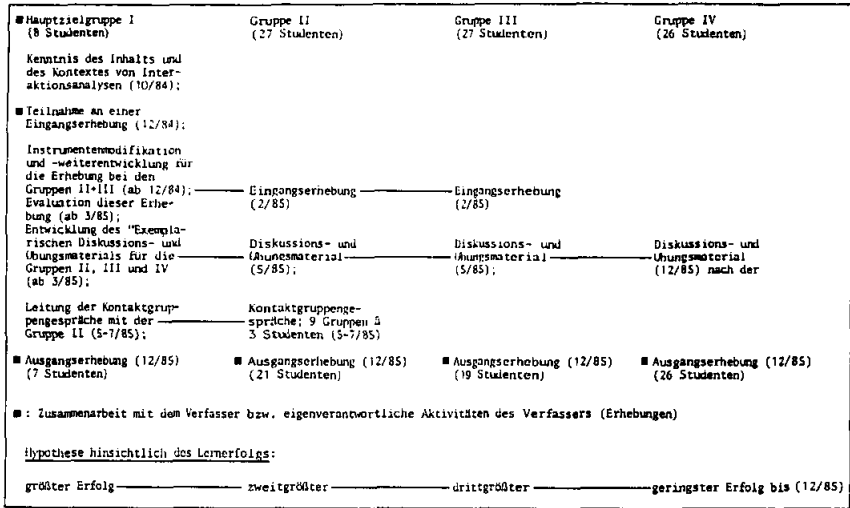 ■ Hauptzielgruppe I Gruppe II Gruppe III Gruppe IV
(8 Studenten) (27 Studenten) (27 Studenten) (26 Studenten)
Kenntnis des Inhalts und
des Kontextes von Inter-
aktionsanalysen (10/84);
■ Teilnahme an einer
Eingangserhebung (12/84);
Instrumentenmodifikation
und -weiterentwicklung für
die Erhebung bei den
Gruppen II+III (ab 12/84); Eingangserhebung Eingangserhebung
Evaluation dieser Erhe- (2/85) (2/85)
bung (ab 3/85);
Entwicklung des "Exempla-
rischen Diskussions- und Diskussions- und Diskussions- und Diskussions- und
Übungsmaterials für die Übungsmaterial Übungsmaterial Übungsmaterial
Gruppen II, III und IV (5/85); (5/85); (12/85) nach der
(ab 3/85);
Leitung der Kontaktgrup- Kontaktgruppenge-
pengespräche mit der spräche; 9 Gruppen à
Gruppe II (5-7/85); 3 Studenten (5-7/85)
■ Ausgangserhebung (12/85) ■ Ausgangserhebung (12/85) ■ Ausgangserhebung (12/85) ■ Ausgangserhebung (12/85)
(7 Studenten) (21 Studenten) (19 Studenten) (26 Studenten)
■ : Zusammenarbeit mit dem Verfasser bzw. eigenverantwortliche Aktivitäten des Verfassers (Erhebungen)
Hypothese hinsichtlich des Lernerfolgs:
größter Erfolg zweitgrößter drittgrößter geringster Erfolg bis (12/85)